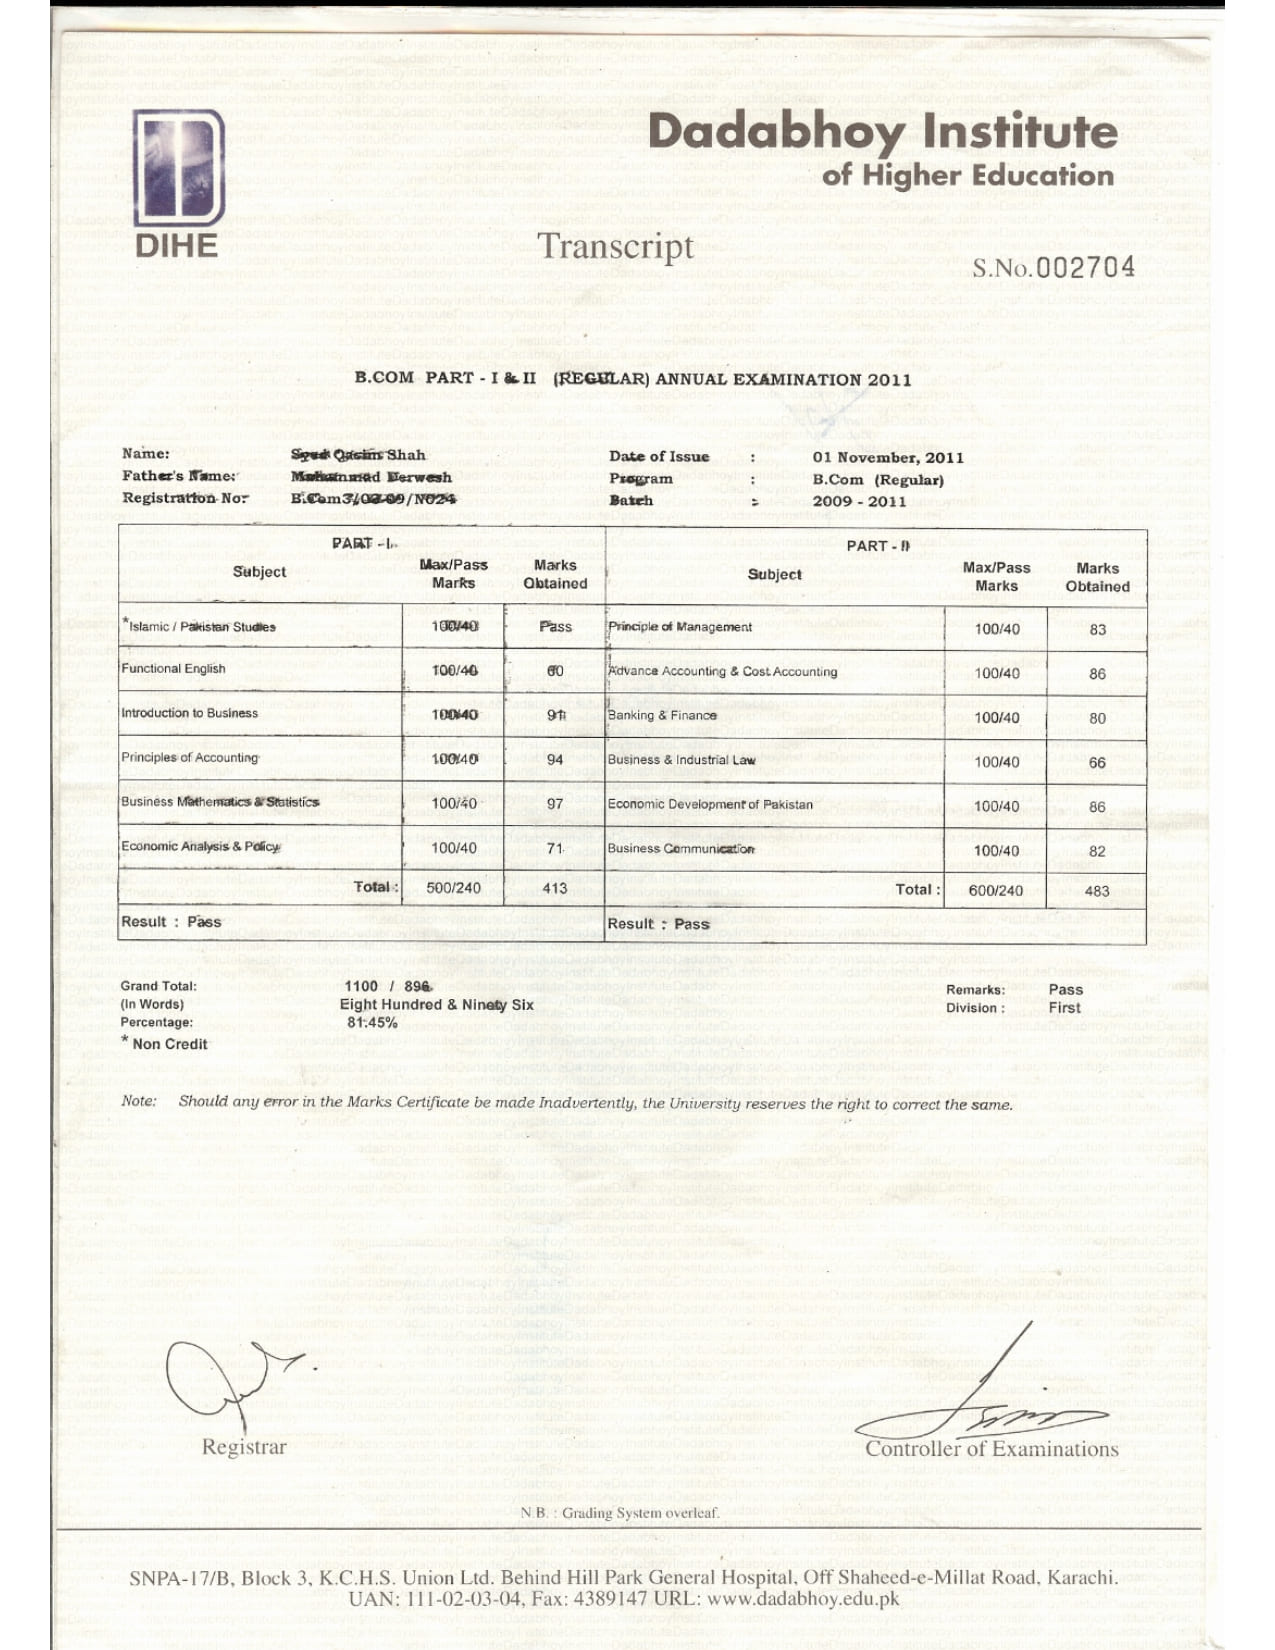 Dadabhoy Institute
of Higher Education
DIHE
Transcript
S.No.002704
B.COM PART - I & II (REGULAR) ANNUAL EXAMINATION 2011
Name: Syed Qasim Shah
Father's Name: Muhammad Derwesh
Registration No: B.Com3/02-09/N024
Date of Issue : 01 November, 2011
Program : B.Com (Regular)
Batch : 2009 - 2011
PART - I PART - II
Subject Max/Pass Marks Marks Obtained Subject Max/Pass Marks Marks Obtained
*Islamic / Pakistan Studies 100/40 Pass Principle of Management 100/40 83
Functional English 100/40 60 Advance Accounting & Cost Accounting 100/40 86
Introduction to Business 100/40 91 Banking & Finance 100/40 80
Principles of Accounting 100/40 94 Business & Industrial Law 100/40 66
Business Mathematics & Statistics 100/40 97 Economic Development of Pakistan 100/40 86
Economic Analysis & Policy 100/40 71 Business Communication 100/40 82
Total : 500/240 413 Total : 600/240 483
Result : Pass Result : Pass
Grand Total: 1100 / 896
(In Words) Eight Hundred & Ninety Six
Percentage: 81.45%
* Non Credit
Remarks: Pass
Division : First
Note: Should any error in the Marks Certificate be made Inadvertently, the University reserves the right to correct the same.
Registrar
Controller of Examinations
N.B. : Grading System overleaf.
SNPA-17/B, Block 3, K.C.H.S. Union Ltd. Behind Hill Park General Hospital, Off Shaheed-e-Millat Road, Karachi.
UAN: 111-02-03-04, Fax: 4389147 URL: www.dadabhoy.edu.pk